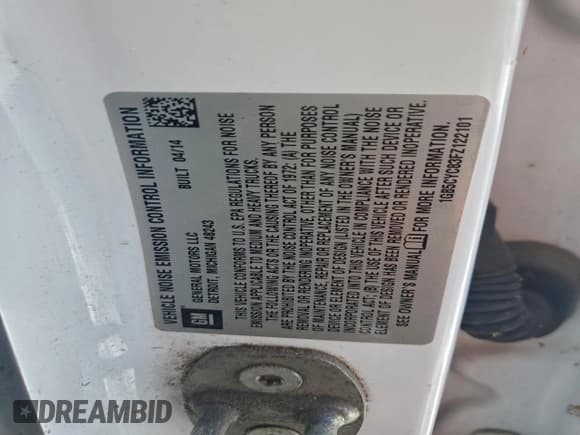 VEHICLE NOISE EMISSION CONTROL INFORMATION
BUILT 04/14
GM
GENERAL MOTORS LLC
DETROIT, MICHIGAN 48243
THIS VEHICLE CONFORMS TO U.S. EPA REGULATIONS FOR NOISE
EMISSION APPLICABLE TO MEDIUM AND HEAVY TRUCKS.
THE FOLLOWING ACTS OR THE CAUSING THEREOF BY ANY PERSON
ARE PROHIBITED BY THE NOISE CONTROL ACT OF 1972: (A) THE
REMOVAL OR RENDERING INOPERATIVE, OTHER THAN FOR PURPOSES
OF MAINTENANCE, REPAIR OR REPLACEMENT OF ANY NOISE CONTROL
DEVICE OR ELEMENT OF DESIGN (LISTED IN THE OWNER'S MANUAL)
INCORPORATED INTO THIS VEHICLE IN COMPLIANCE WITH THE NOISE
CONTROL ACT; (B) THE USE OF THIS VEHICLE AFTER SUCH DEVICE OR
ELEMENT OF DESIGN HAS BEEN REMOVED OR RENDERED INOPERATIVE.
SEE OWNER'S MANUAL FOR MORE INFORMATION.
1GB5CYC83FZ122101
DREAMBID